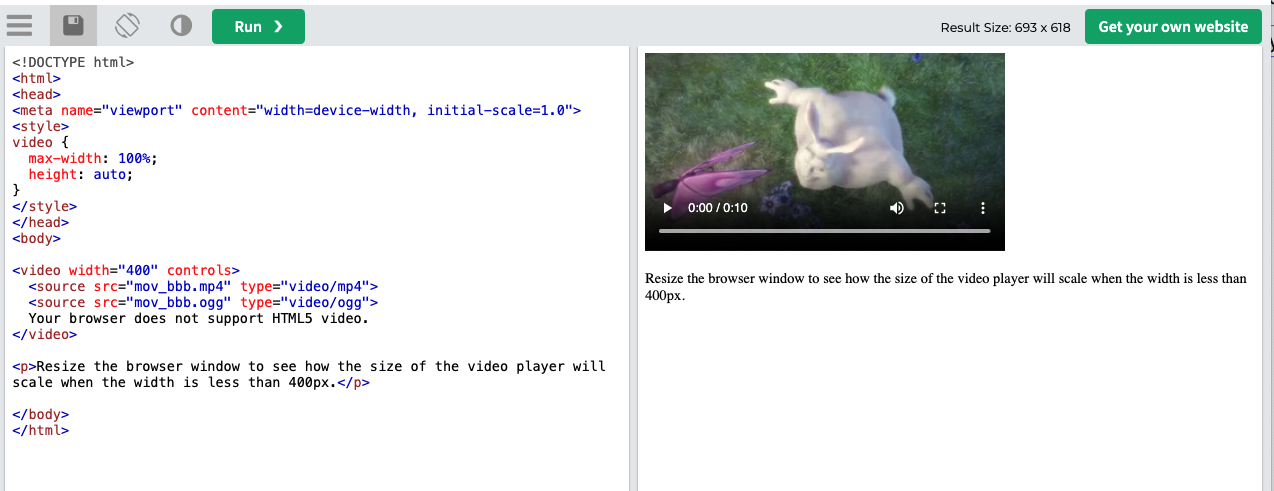 Run ❯
Result Size: 693 x 618
Get your own website
<!DOCTYPE html>
<html>
<head>
<meta name="viewport" content="width=device-width, initial-scale=1.0">
<style>
video {
  max-width: 100%;
  height: auto;
}
</style>
</head>
<body>

<video width="400" controls>
  <source src="mov_bbb.mp4" type="video/mp4">
  <source src="mov_bbb.ogg" type="video/ogg">
  Your browser does not support HTML5 video.
</video>

<p>Resize the browser window to see how the size of the video player will
scale when the width is less than 400px.</p>

</body>
</html>
0:00 / 0:10
Resize the browser window to see how the size of the video player will scale when the width is less than
400px.